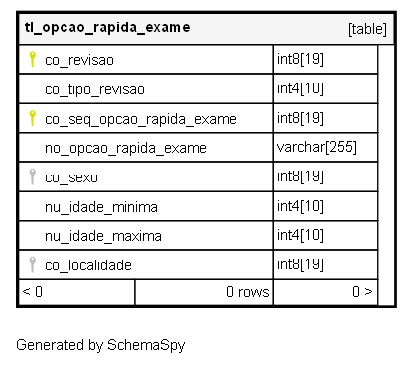 tl_opcao_rapida_exame [table]
co_revisao int8[19]
co_tipo_revisao int4[10]
co_seq_opcao_rapida_exame int8[19]
no_opcao_rapida_exame varchar[255]
co_sexo int8[19]
nu_idade_minima int4[10]
nu_idade_maxima int4[10]
co_localidade int8[19]
< 0 0 rows 0 >
Generated by SchemaSpy